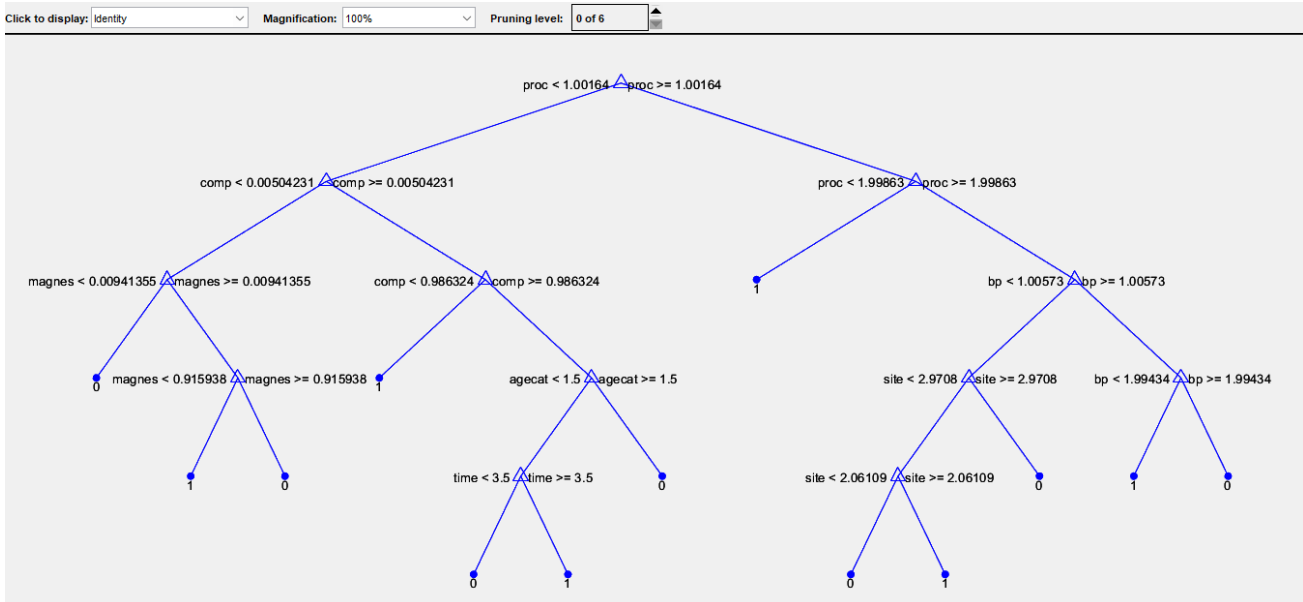 Click to display: Identity Magnification: 100% Pruning level: 0 of 6
proc < 1.00164 proc >= 1.00164
comp < 0.00504231 comp >= 0.00504231 proc < 1.99863 proc >= 1.99863
magnes < 0.00941355 magnes >= 0.00941355 comp < 0.986324 comp >= 0.986324 1 bp < 1.00573 bp >= 1.00573
0 magnes < 0.915938 magnes >= 0.915938 1 agecat < 1.5 agecat >= 1.5 site < 2.9708 site >= 2.9708 bp < 1.99434 bp >= 1.99434
1 0 time < 3.5 time >= 3.5 0 site < 2.06109 site >= 2.06109 0 1 0
0 1 0 1